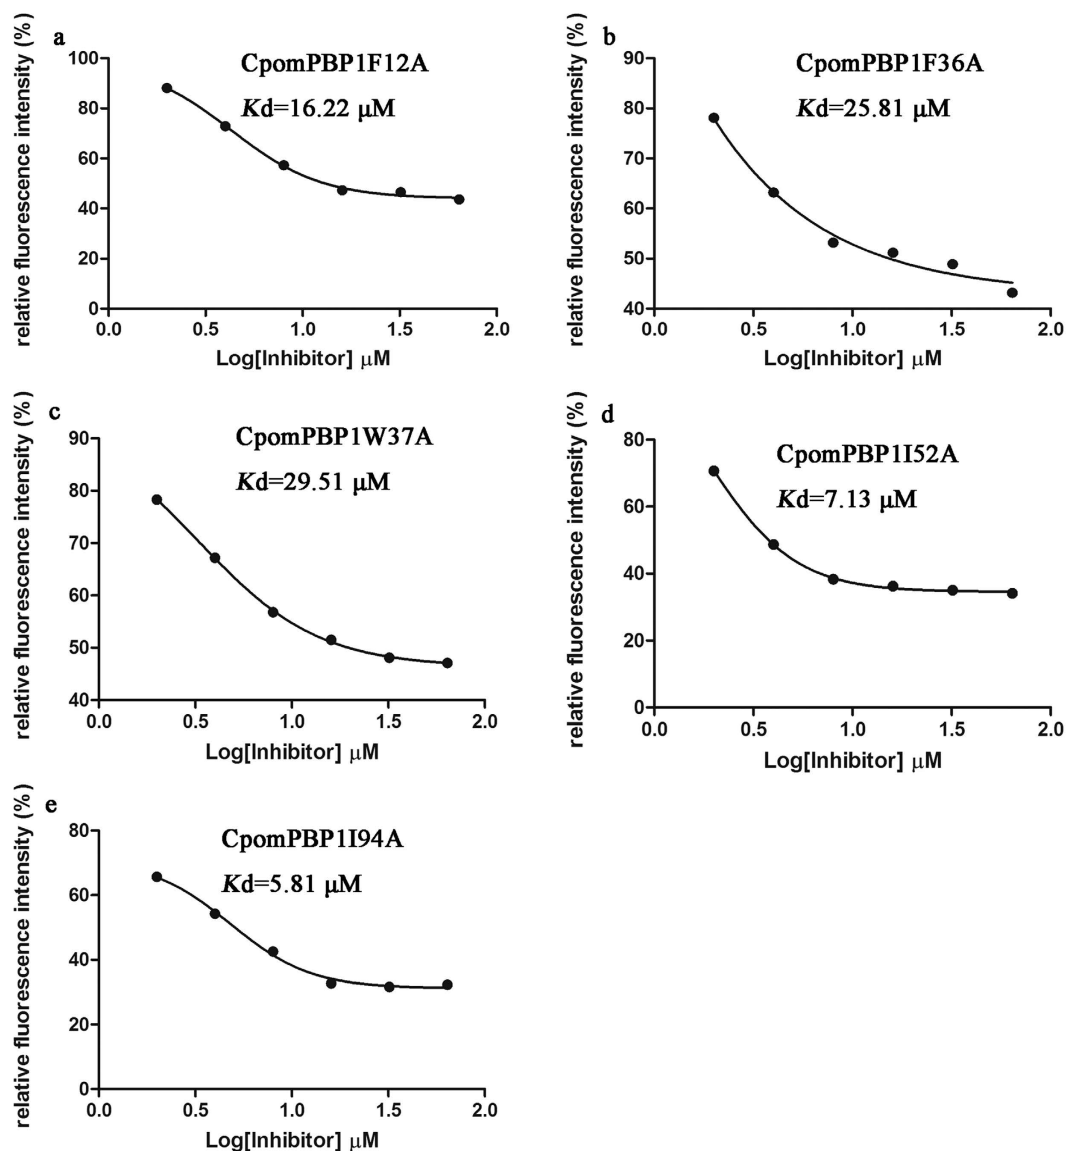 a
CpomPBP1F12A
Kd=16.22 μM
relative fluorescence intensity (%)
100
80
60
40
20
0
0.0 0.5 1.0 1.5 2.0
Log[Inhibitor] μM
b
CpomPBP1F36A
Kd=25.81 μM
relative fluorescence intensity (%)
90
80
70
60
50
40
0.0 0.5 1.0 1.5 2.0
Log[Inhibitor] μM
c
CpomPBP1W37A
Kd=29.51 μM
relative fluorescence intensity (%)
90
80
70
60
50
40
0.0 0.5 1.0 1.5 2.0
Log[Inhibitor] μM
d
CpomPBP1I52A
Kd=7.13 μM
relative fluorescence intensity (%)
80
60
40
20
0
0.0 0.5 1.0 1.5 2.0
Log[Inhibitor] μM
e
CpomPBP1I94A
Kd=5.81 μM
relative fluorescence intensity (%)
80
60
40
20
0
0.0 0.5 1.0 1.5 2.0
Log[Inhibitor] μM